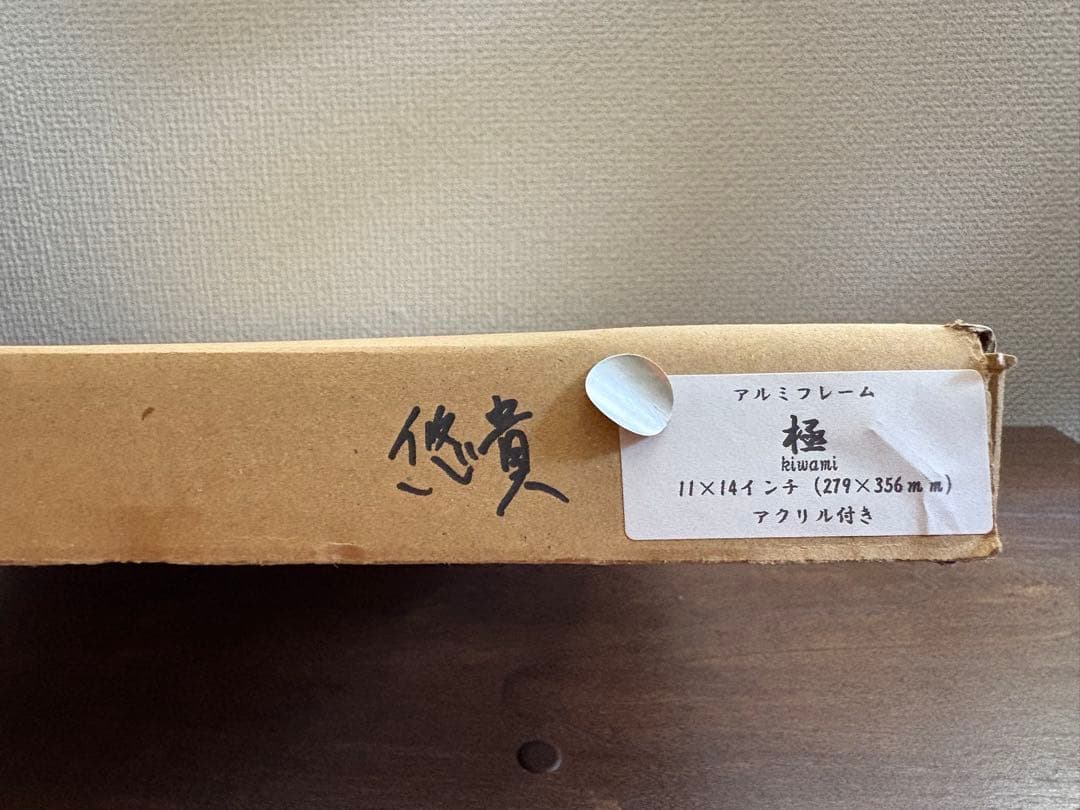 悠貴
アルミフレーム
極
kiwami
11×14インチ (279×356mm)
アクリル付き